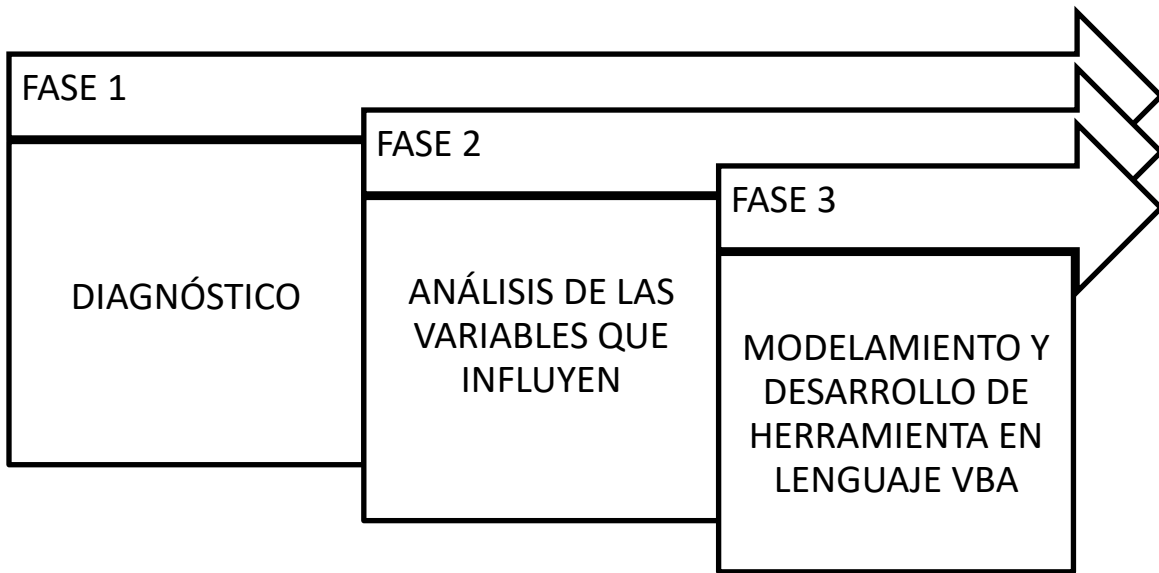 FASE 1
DIAGNÓSTICO
FASE 2
ANÁLISIS DE LAS
VARIABLES QUE
INFLUYEN
FASE 3
MODELAMIENTO Y
DESARROLLO DE
HERRAMIENTA EN
LENGUAJE VBA